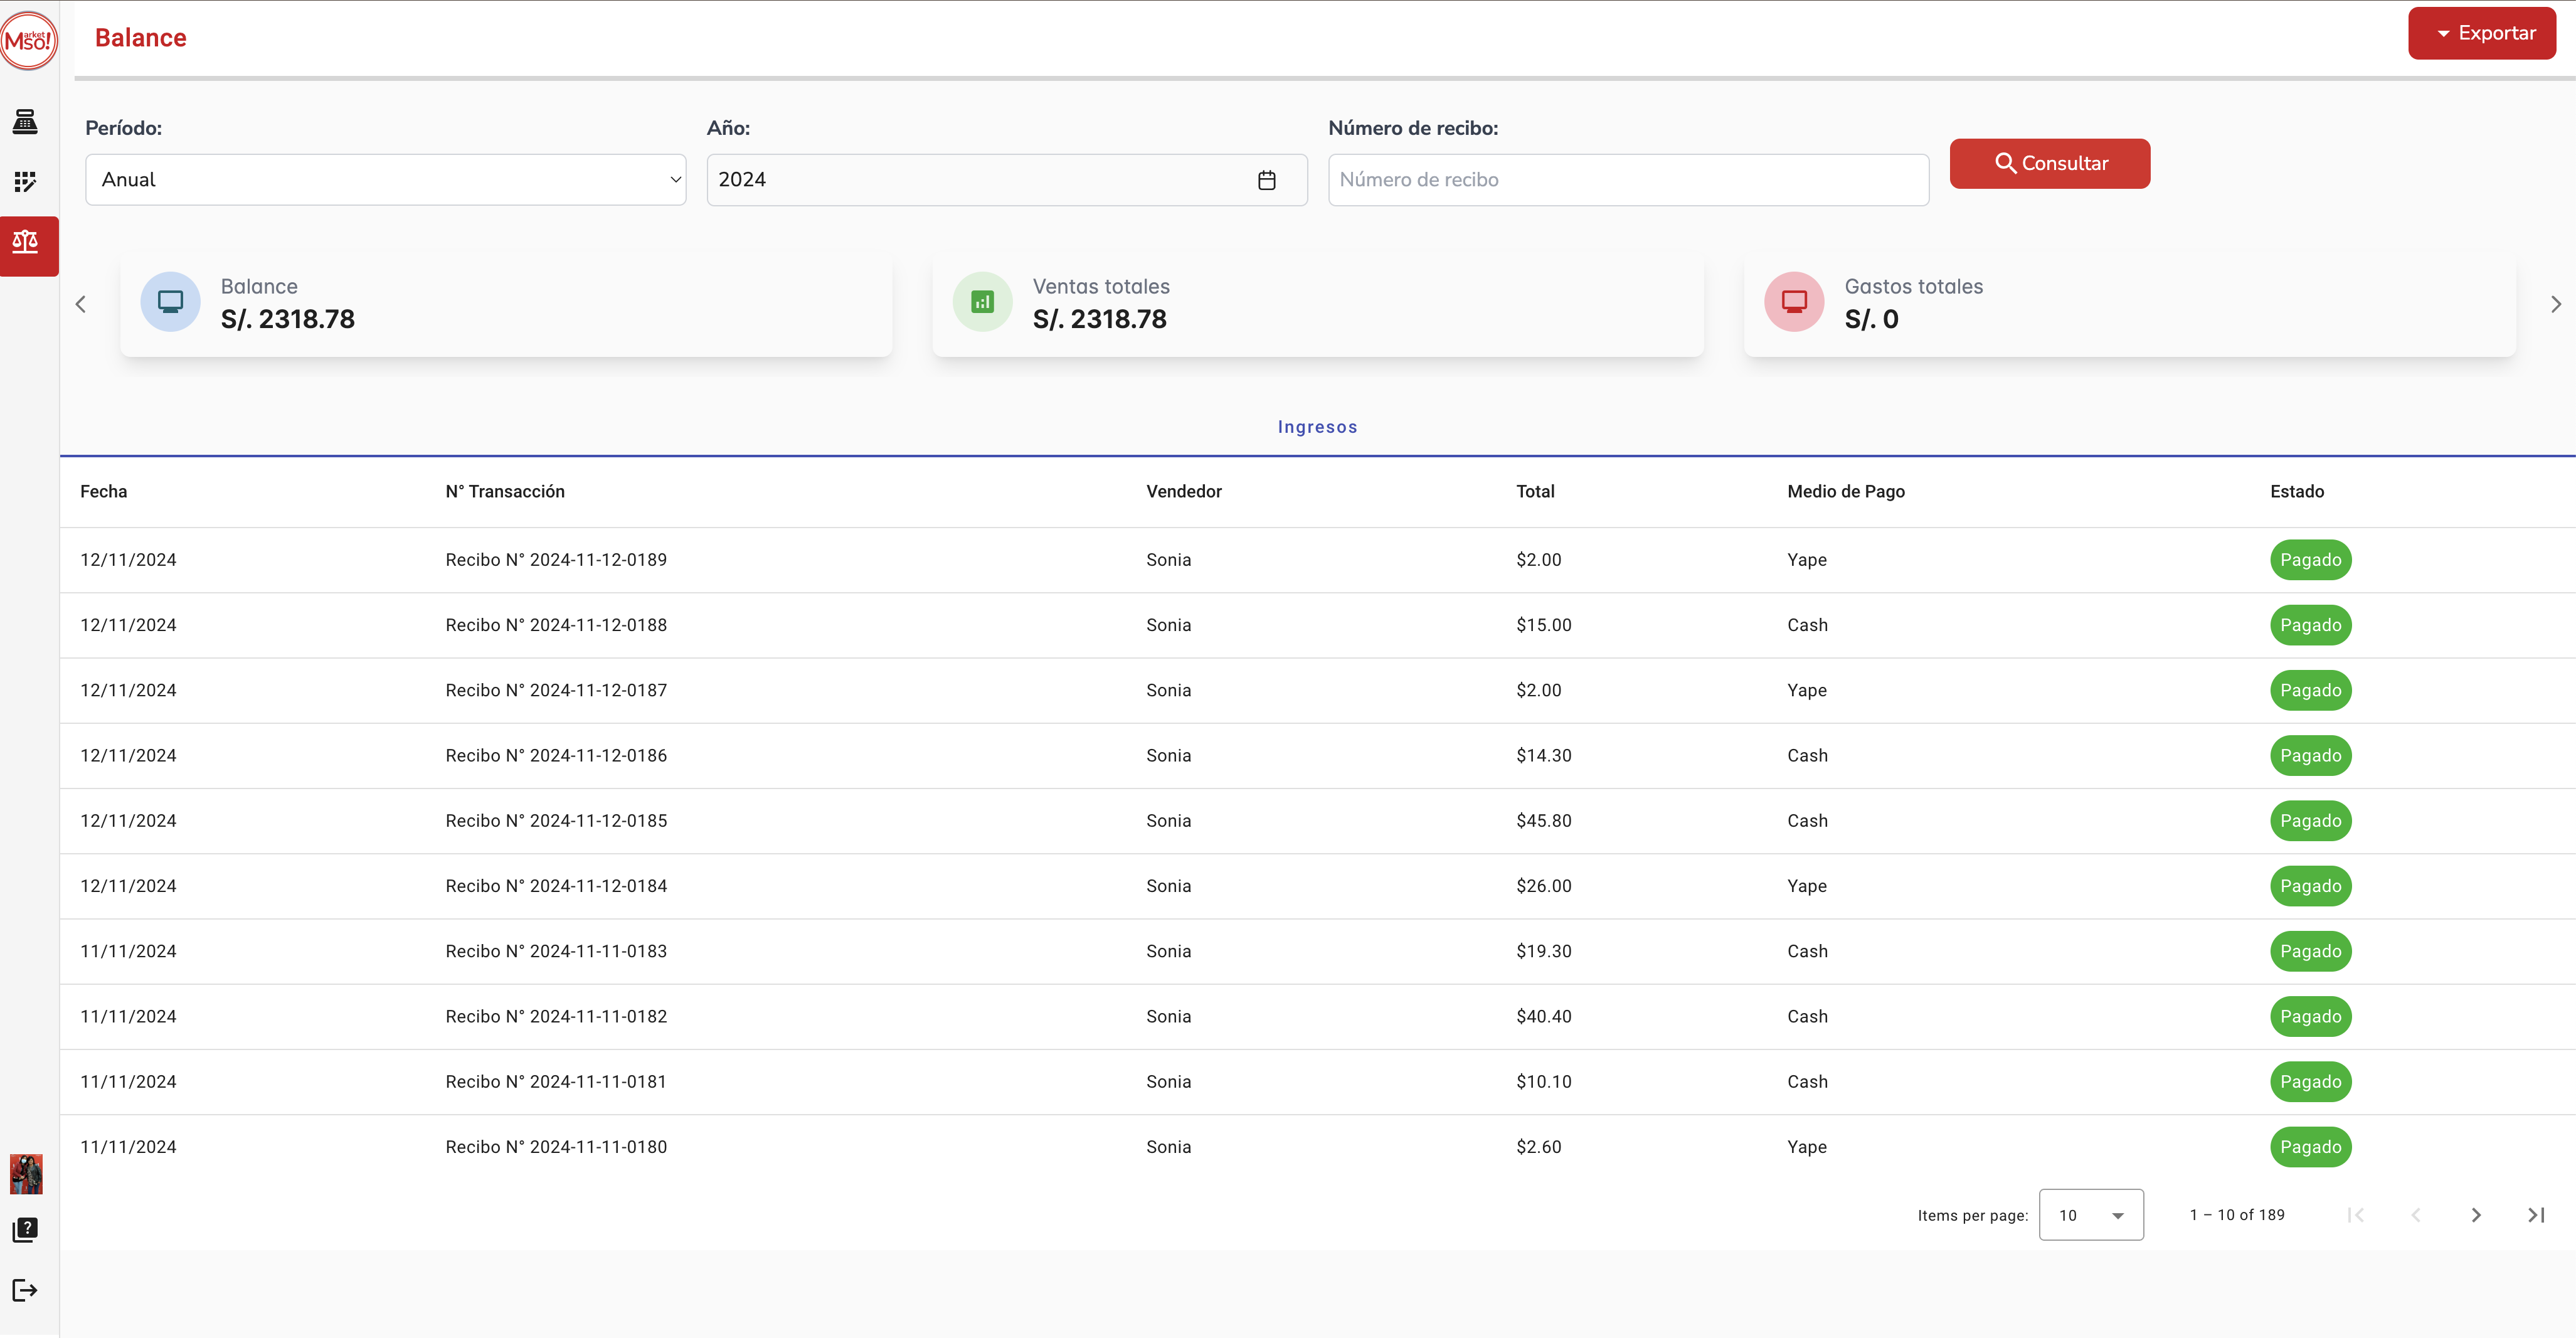 Market
MSO!
Balance
Exportar
Período:
Año:
Número de recibo:
Anual
2024
Número de recibo
Consultar
Balance
S/. 2318.78
Ventas totales
S/. 2318.78
Gastos totales
S/. 0
Ingresos
Fecha N° Transacción Vendedor Total Medio de Pago Estado
12/11/2024 Recibo N° 2024-11-12-0189 Sonia $2.00 Yape Pagado
12/11/2024 Recibo N° 2024-11-12-0188 Sonia $15.00 Cash Pagado
12/11/2024 Recibo N° 2024-11-12-0187 Sonia $2.00 Yape Pagado
12/11/2024 Recibo N° 2024-11-12-0186 Sonia $14.30 Cash Pagado
12/11/2024 Recibo N° 2024-11-12-0185 Sonia $45.80 Cash Pagado
12/11/2024 Recibo N° 2024-11-12-0184 Sonia $26.00 Yape Pagado
11/11/2024 Recibo N° 2024-11-11-0183 Sonia $19.30 Cash Pagado
11/11/2024 Recibo N° 2024-11-11-0182 Sonia $40.40 Cash Pagado
11/11/2024 Recibo N° 2024-11-11-0181 Sonia $10.10 Cash Pagado
11/11/2024 Recibo N° 2024-11-11-0180 Sonia $2.60 Yape Pagado
Items per page: 10 1 – 10 of 189